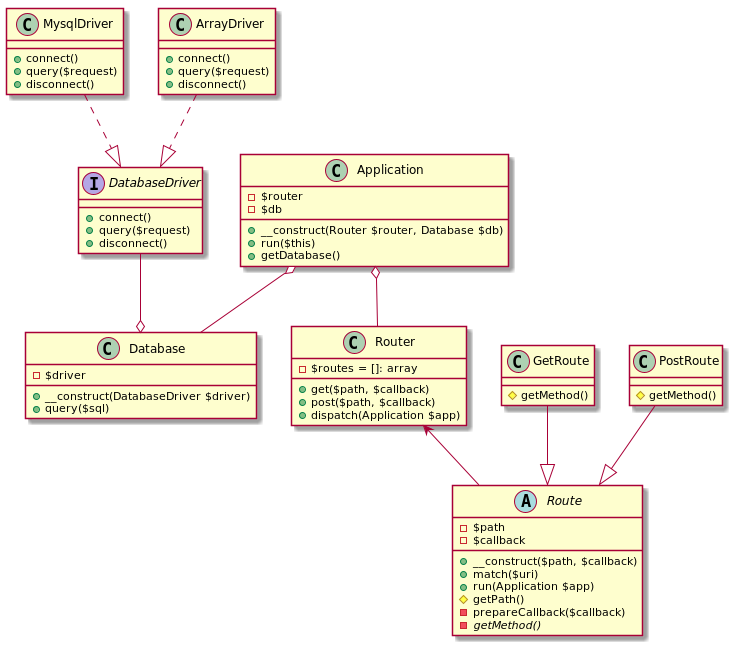 C MysqlDriver
connect()
query($request)
disconnect()
C ArrayDriver
connect()
query($request)
disconnect()
I DatabaseDriver
connect()
query($request)
disconnect()
C Application
$router
$db
__construct(Router $router, Database $db)
run($this)
getDatabase()
C Database
$driver
__construct(DatabaseDriver $driver)
query($sql)
C Router
$routes = []: array
get($path, $callback)
post($path, $callback)
dispatch(Application $app)
C GetRoute
getMethod()
C PostRoute
getMethod()
A Route
$path
$callback
__construct($path, $callback)
match($uri)
run(Application $app)
getPath()
prepareCallback($callback)
getMethod()